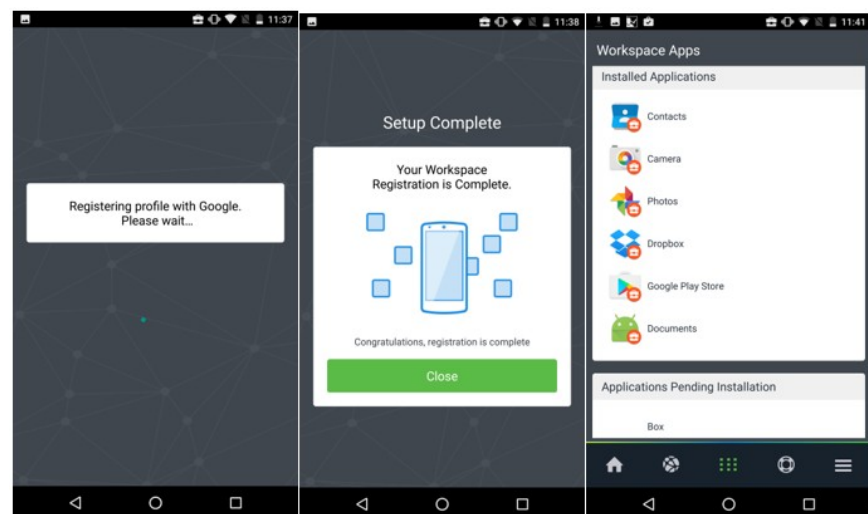 11:37
Registering profile with Google.
Please wait...
11:38
Setup Complete
Your Workspace
Registration is Complete.
Congratulations, registration is complete
Close
11:41
Workspace Apps
Installed Applications
Contacts
Camera
Photos
Dropbox
Google Play Store
Documents
Applications Pending Installation
Box